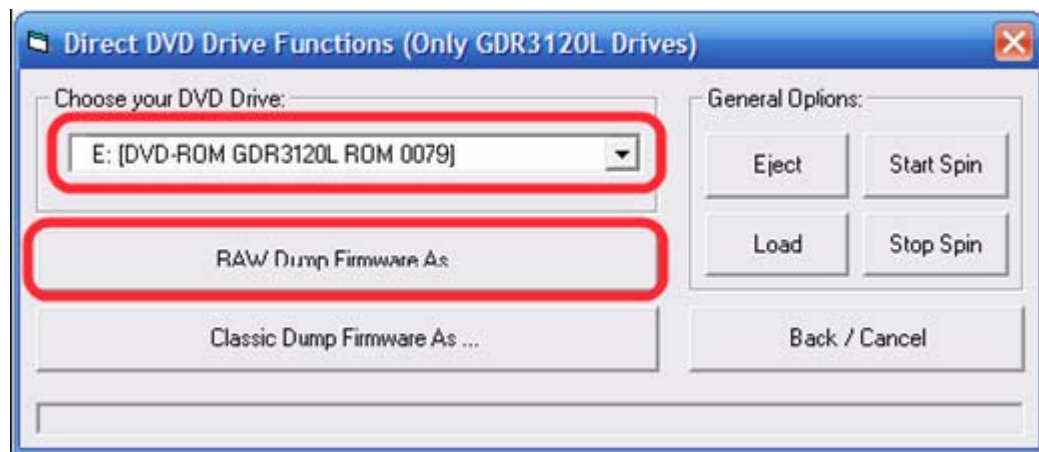 Direct DVD Drive Functions (Only GDR3120L Drives)
Choose your DVD Drive:
E: [DVD-ROM GDR3120L ROM 0079]
RAW Dump Firmware As
Classic Dump Firmware As ...
General Options:
Eject
Start Spin
Load
Stop Spin
Back / Cancel